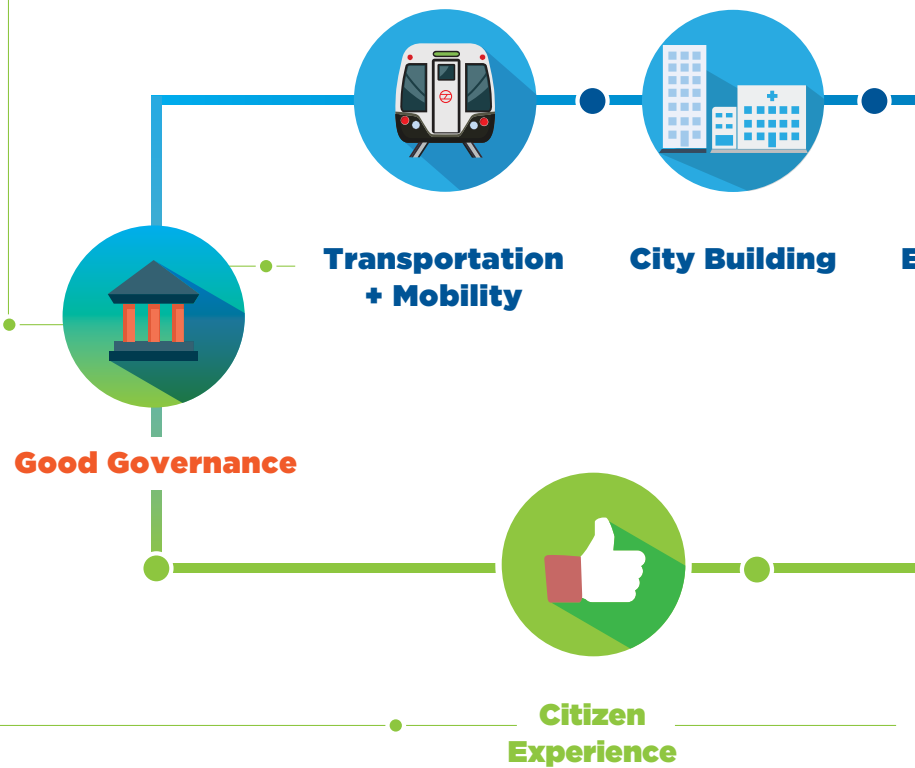 Transportation
+ Mobility
City Building
E
Good Governance
Citizen
Experience